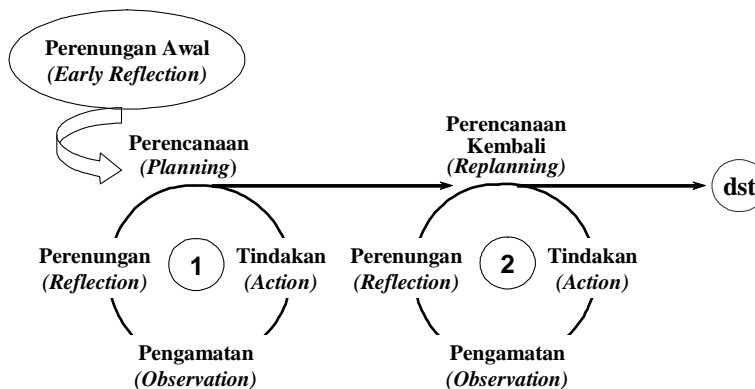 Perenungan Awal
(Early Reflection)
Perencanaan
(Planning)
Perencanaan
Kembali
(Replanning)
dst
Perenungan
(Reflection)
1
Tindakan
(Action)
Perenungan
(Reflection)
2
Tindakan
(Action)
Pengamatan
(Observation)
Pengamatan
(Observation)